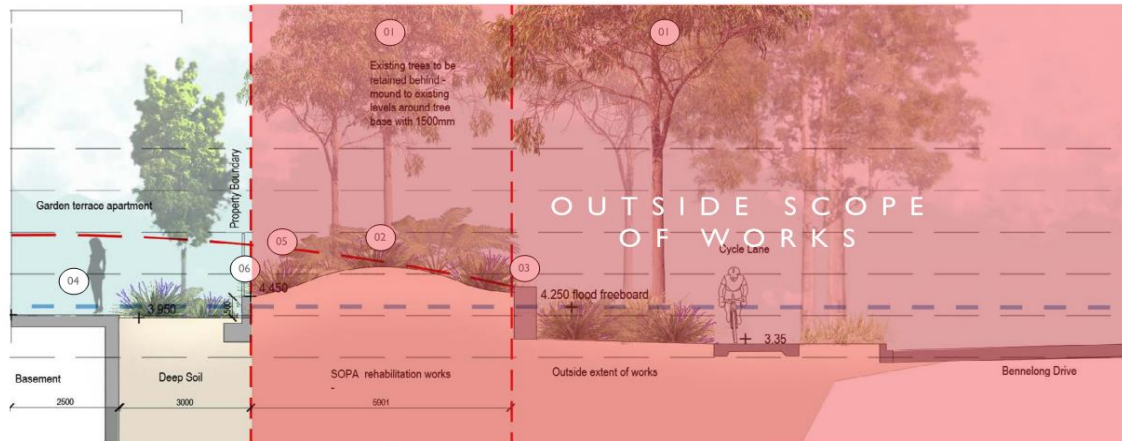 01
01
Existing trees to be
retained behind -
mound to existing
levels around tree
base with 1500mm
Property Boundary
Garden terrace apartment
OUTSIDE SCOPE
OF WORKS
02
05
Cycle Lane
04
06
03
4.450
4.250 flood freeboard
3.950
500
3.35
Basement
Deep Soil
SOPA rehabilitation works
-
Outside extent of works
Bennelong Drive
2500
3000
5901